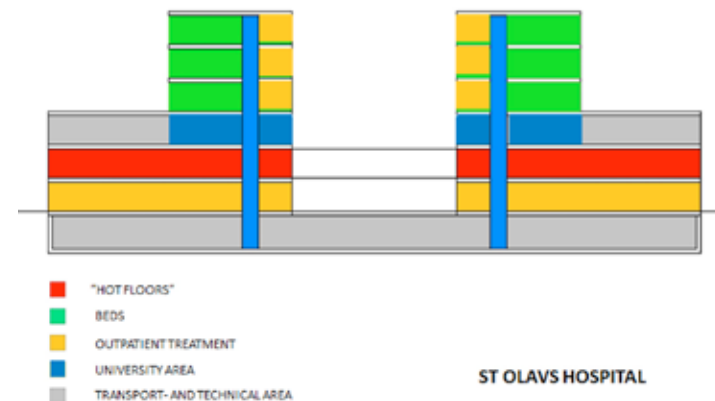 "HOT FLOORS"
BEDS
OUTPATIENT TREATMENT
UNIVERSITY AREA
ST OLAVS HOSPITAL
TRANSPORT- AND TECHNICAL AREA